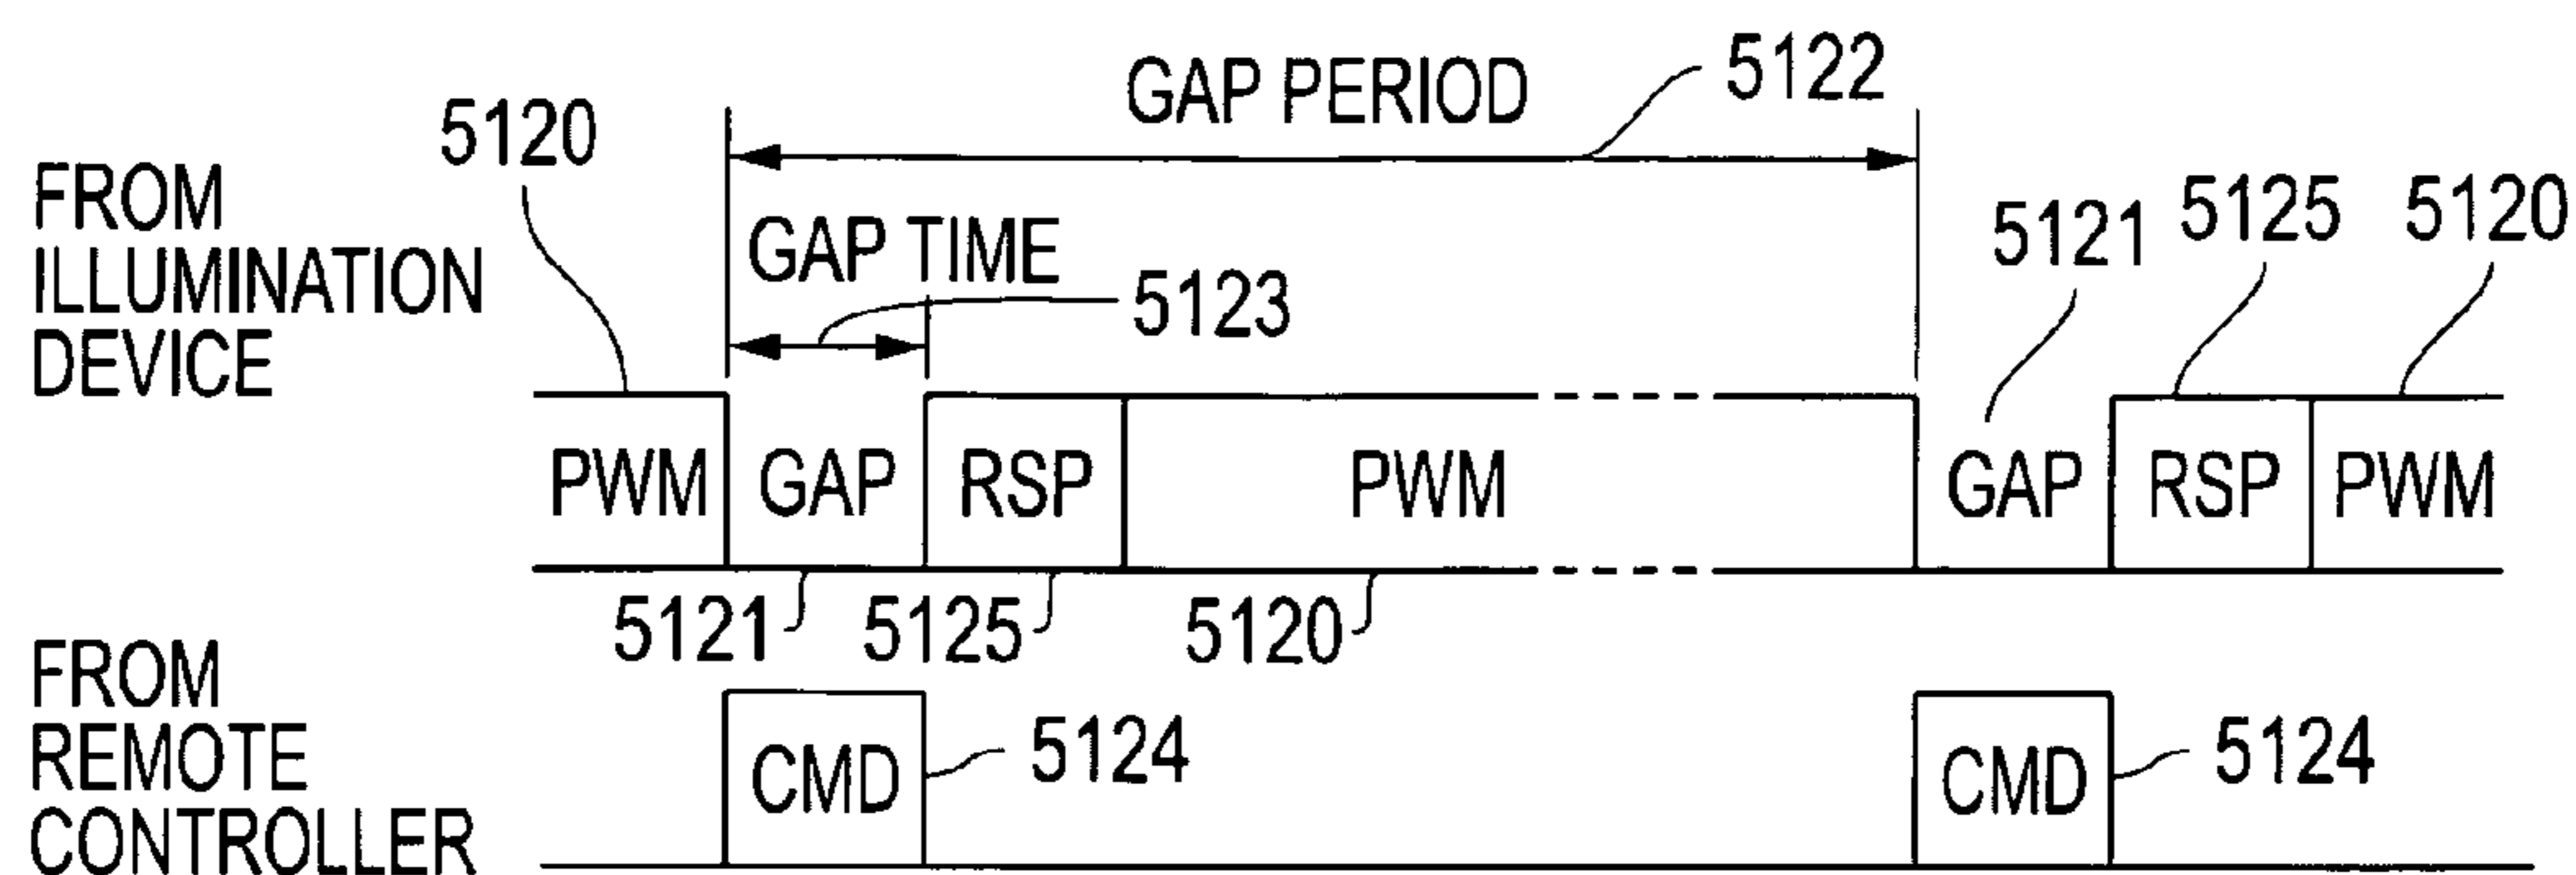 GAP PERIOD
5122
5120
FROM
ILLUMINATION
DEVICE
GAP TIME
5123
5121
5125
5120
PWM
GAP
RSP
PWM
GAP
RSP
PWM
5121
5125
5120
FROM
REMOTE
CONTROLLER
CMD
5124
CMD
5124